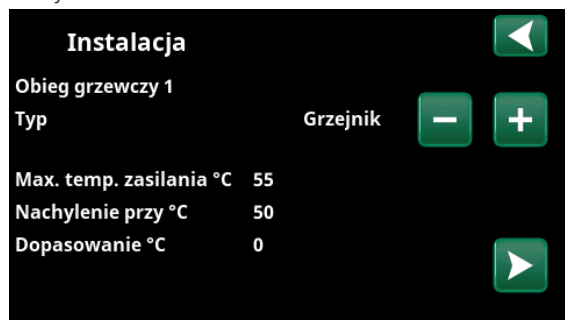 Instalacja
Obieg grzewczy 1
Typ Grzejnik
Max. temp. zasilania °C 55
Nachylenie przy °C 50
Dopasowanie °C 0